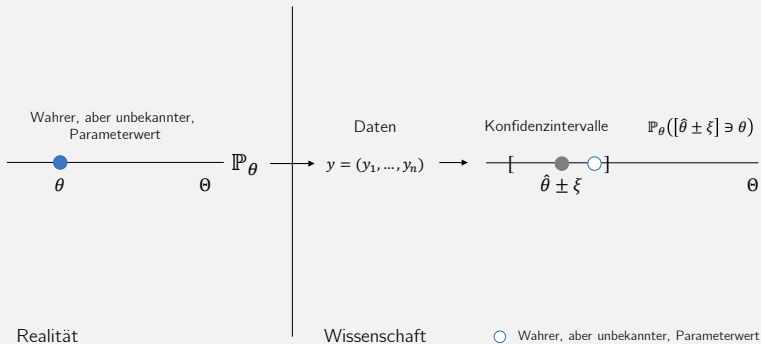 Wahrer, aber unbekannter,
Parameterwert
θ
Θ
ℙ_θ
Daten
y = (y₁, ..., yₙ)
Konfidenzintervalle
ℙ_θ([θ̂ ± ξ] ∋ θ)
[ ]
θ̂ ± ξ
Θ
Realität
Wissenschaft
Wahrer, aber unbekannter, Parameterwert